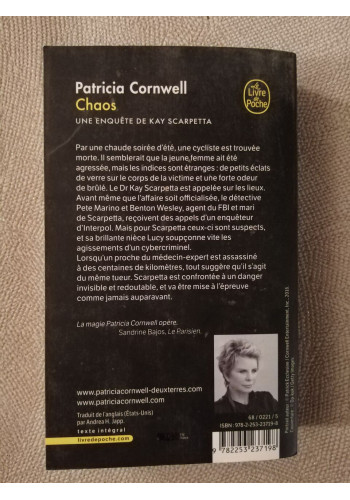 Patricia Cornwell
Chaos
UNE ENQUÊTE DE KAY SCARPETTA
Le Livre
de Poche
Par une chaude soirée d'été, une cycliste est trouvée
morte. Il semblerait que la jeune femme ait été
agressée, mais les indices sont étranges : de petits éclats
de verre sur le corps de la victime et une forte odeur
de brûlé. Le Dr Kay Scarpetta est appelée sur les lieux.
Avant même que l'affaire soit officialisée, le détective
Pete Marino et Benton Wesley, agent du FBI et mari
de Scarpetta, reçoivent des appels d'un enquêteur
d'Interpol. Mais pour Scarpetta ceux-ci sont suspects,
et sa brillante nièce Lucy soupçonne vite les
agissements d'un cybercriminel.
Lorsqu'un proche du médecin-expert est assassiné
à des centaines de kilomètres, tout suggère qu'il s'agit
du même tueur. Scarpetta est confrontée à un danger
invisible et redoutable, et va être mise à l'épreuve
comme jamais auparavant.
La magie Patricia Cornwell opère.
Sandrine Bajos, Le Parisien.
www.patriciacornwell-deuxterres.com
www.patriciacornwell.com
Traduit de l'anglais (États-Unis)
par Andrea H. Japp.
texte intégral
livredepoche.com
68 / 0221 / 5
ISBN : 978-2-253-23719-8
9 782253 237198